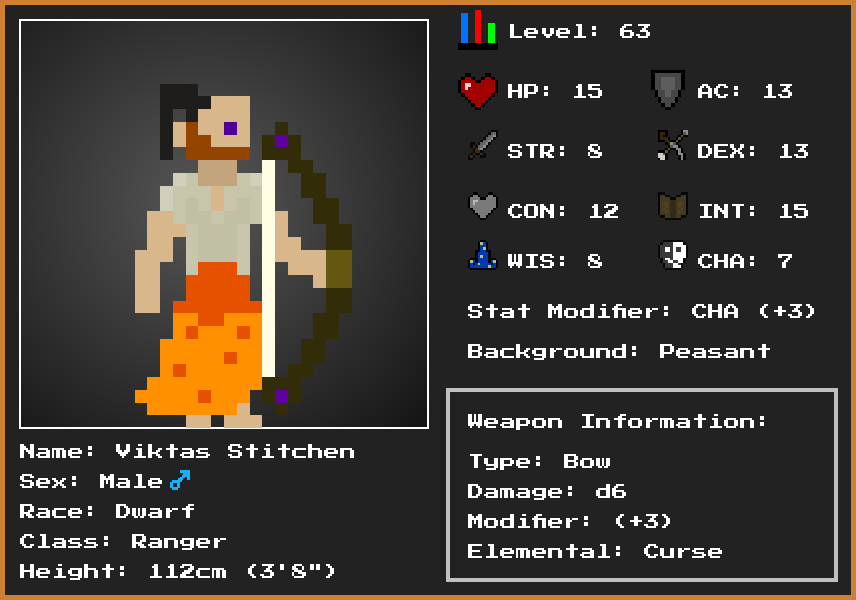 Level: 63
HP: 15
AC: 13
STR: 8
DEX: 13
CON: 12
INT: 15
WIS: 8
CHA: 7
Stat Modifier: CHA (+3)
Background: Peasant
Weapon Information:
Type: Bow
Damage: d6
Modifier: (+3)
Elemental: Curse
Name: Viktas Stitchen
Sex: Male ♂
Race: Dwarf
Class: Ranger
Height: 112cm (3'8")